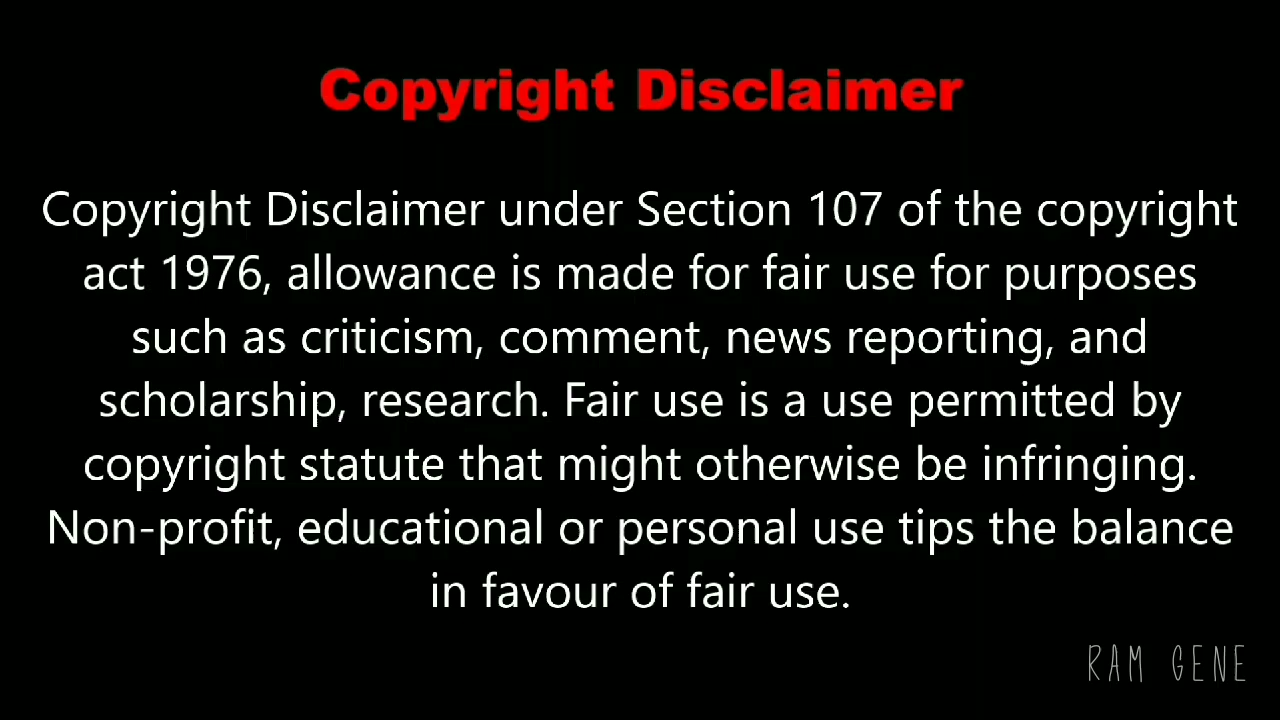 Copyright Disclaimer
Copyright Disclaimer under Section 107 of the copyright
act 1976, allowance is made for fair use for purposes
such as criticism, comment, news reporting, and
scholarship, research. Fair use is a use permitted by
copyright statute that might otherwise be infringing.
Non-profit, educational or personal use tips the balance
in favour of fair use.
RAM GENE